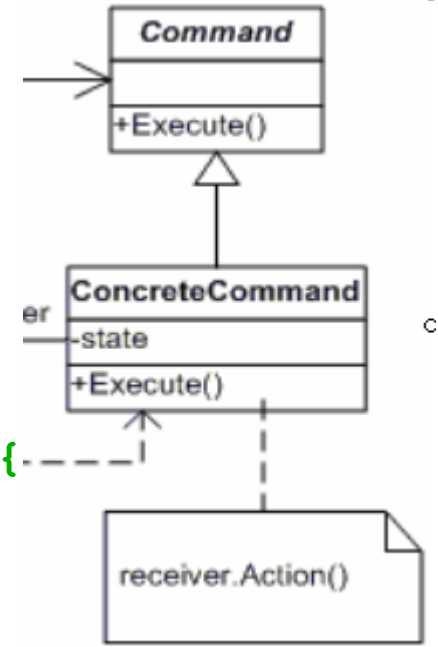 Command
+Execute()
ConcreteCommand
er
-state
+Execute()
{
receiver.Action()